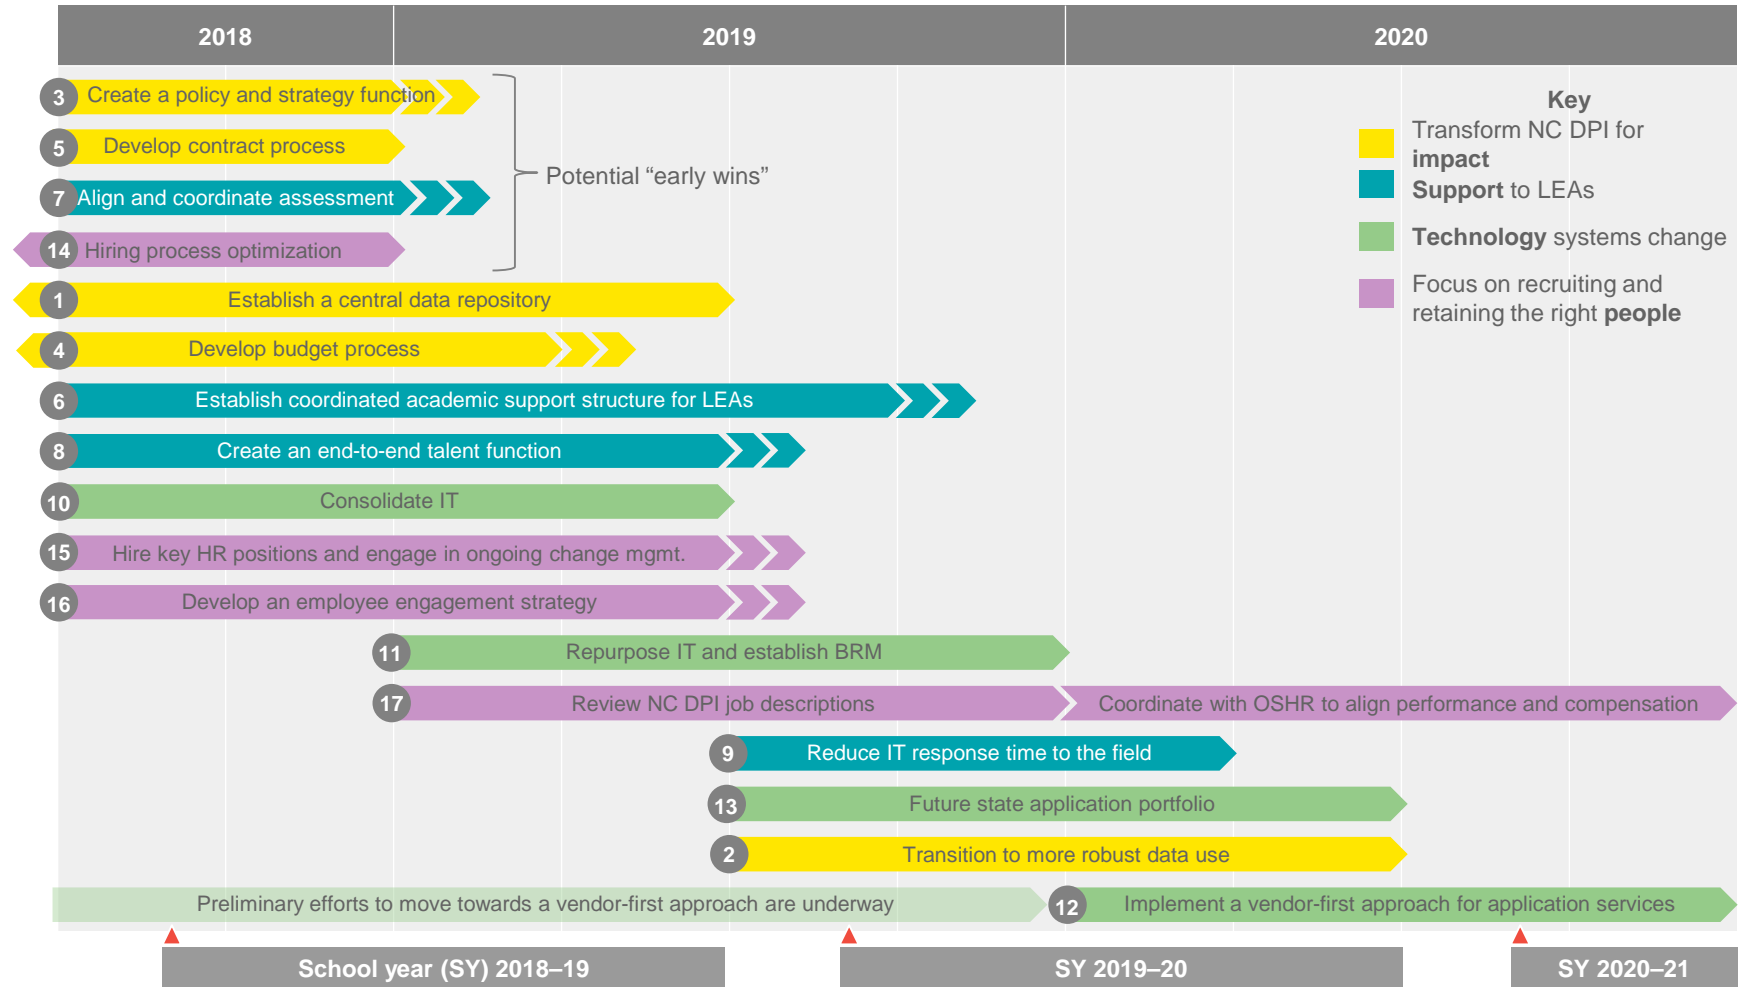 2018
2019
2020
3 Create a policy and strategy function
5 Develop contract process
7 Align and coordinate assessment
14 Hiring process optimization
Potential “early wins”
Key
Transform NC DPI for
impact
Support to LEAs
Technology systems change
Focus on recruiting and
retaining the right people
1 Establish a central data repository
4 Develop budget process
6 Establish coordinated academic support structure for LEAs
8 Create an end-to-end talent function
10 Consolidate IT
15 Hire key HR positions and engage in ongoing change mgmt.
16 Develop an employee engagement strategy
11 Repurpose IT and establish BRM
17 Review NC DPI job descriptions
Coordinate with OSHR to align performance and compensation
9 Reduce IT response time to the field
13 Future state application portfolio
2 Transition to more robust data use
Preliminary efforts to move towards a vendor-first approach are underway
12 Implement a vendor-first approach for application services
School year (SY) 2018–19
SY 2019–20
SY 2020–21